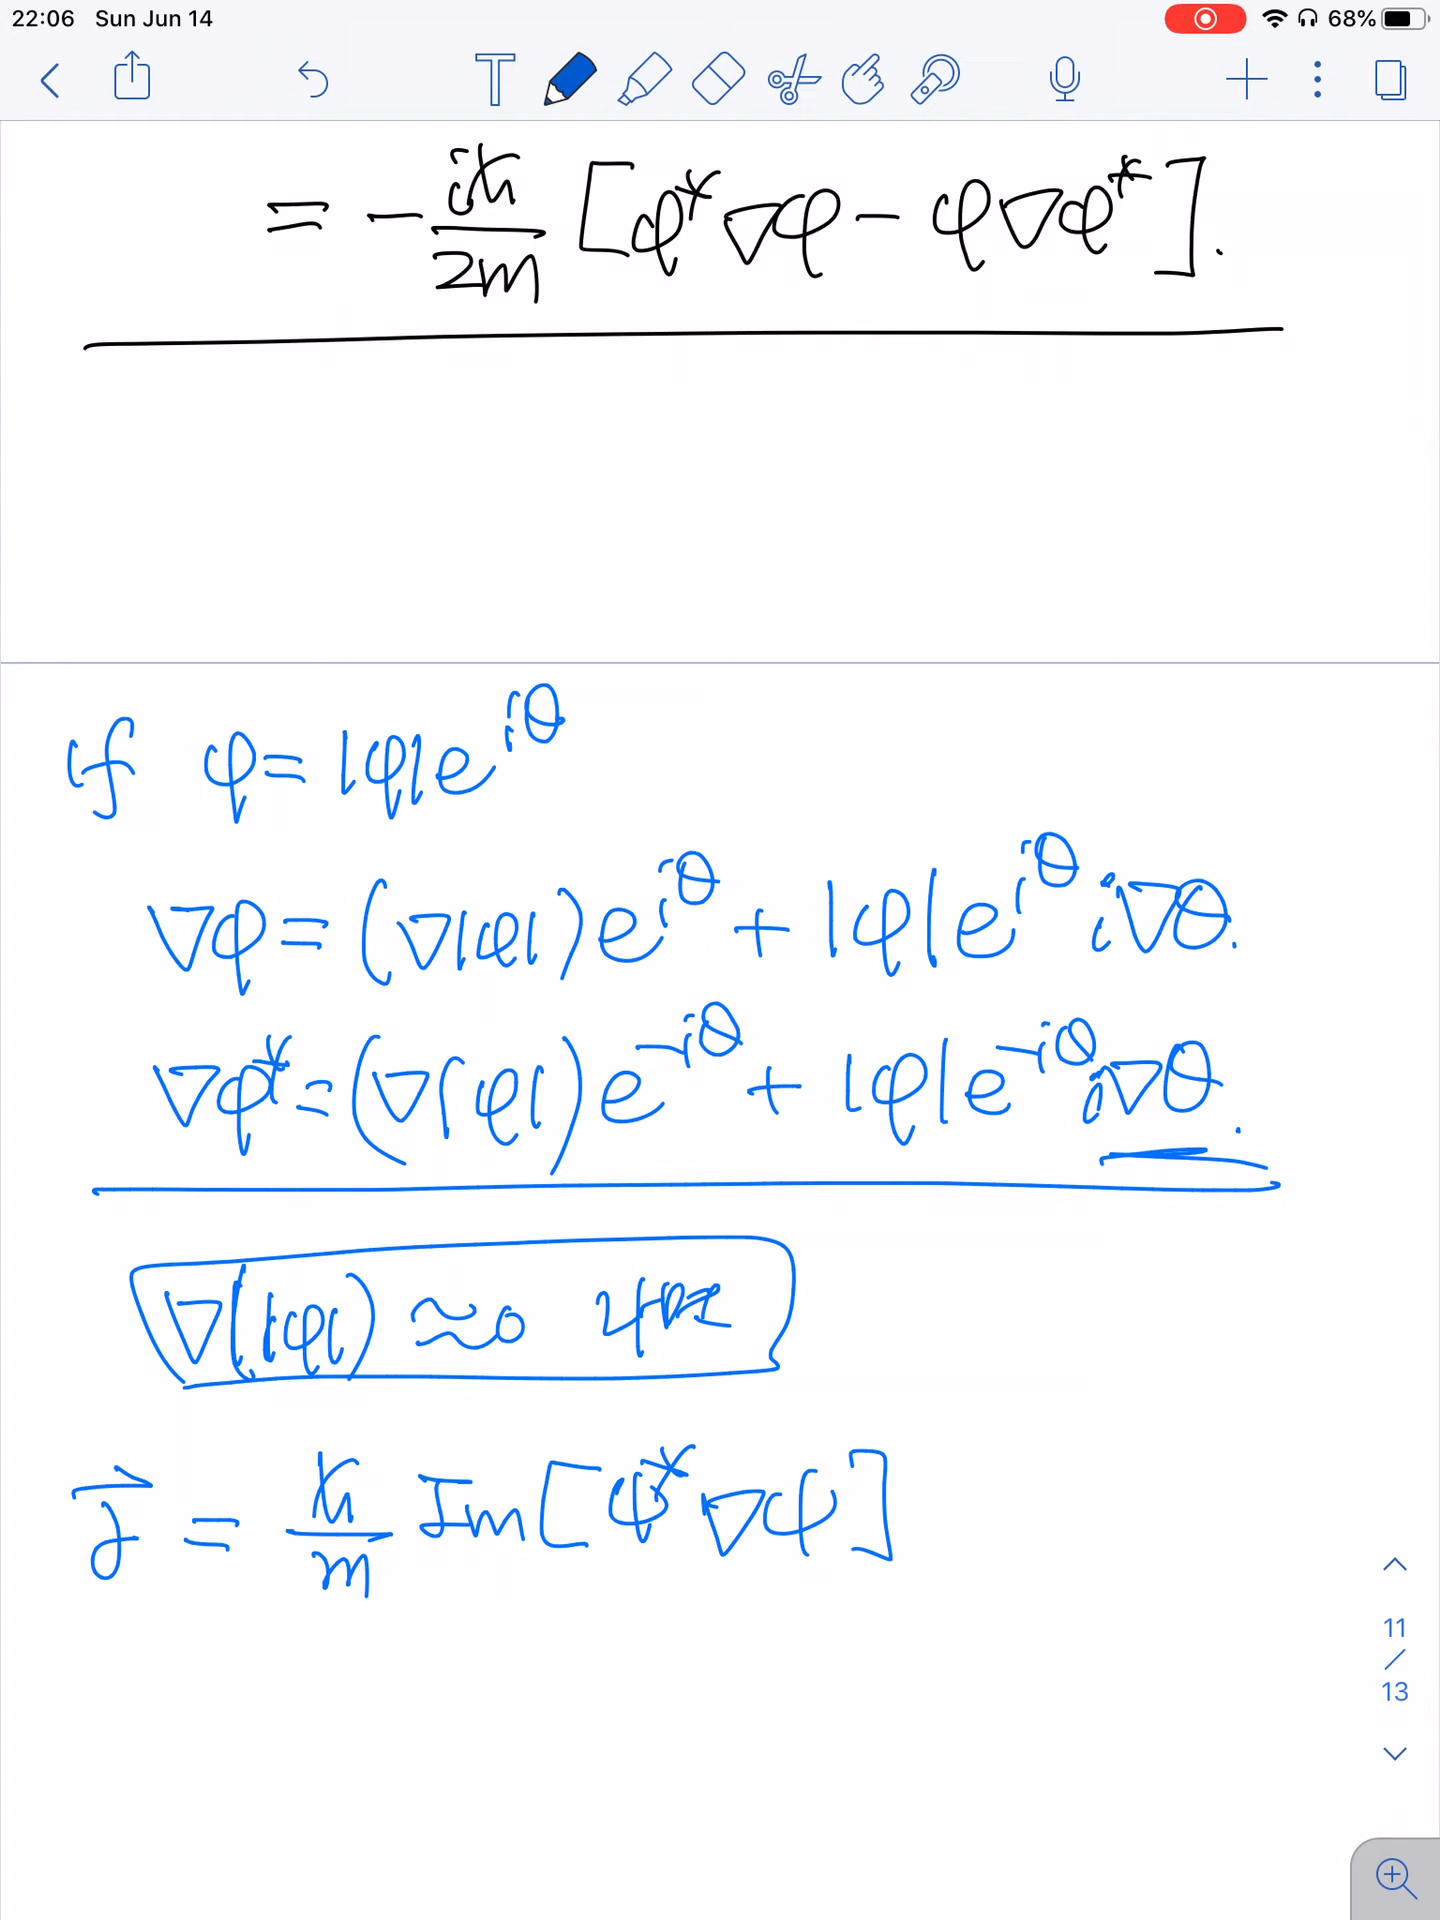 22:06 Sun Jun 14 68%
T
= - iħ/2m [φ* ∇φ - φ∇φ*].
if φ = |φ|e^{iθ}
∇φ = (∇|φ|)e^{iθ} + |φ|e^{iθ} i∇θ.
∇φ* = (∇|φ|)e^{-iθ} + |φ|e^{-iθ} i∇θ.
∇(|φ|) ≈ 0
j⃗ = ħ/m Im[φ* ∇φ]
11
/
13